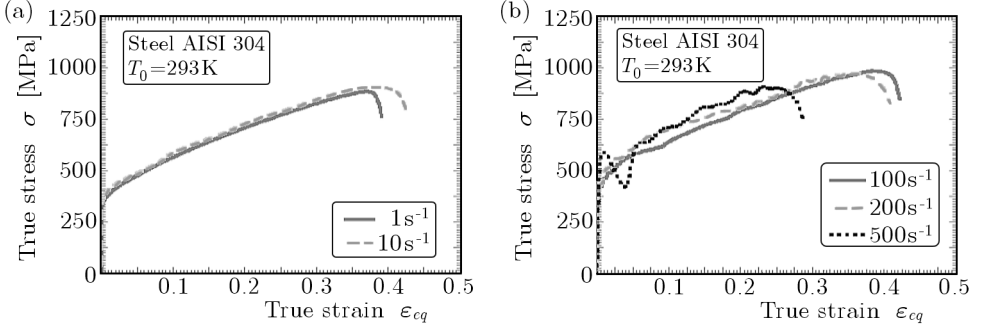 (a)
True stress σ [MPa]
1250
1000
750
500
250
0
Steel AISI 304
T₀=293K
1s⁻¹
10s⁻¹
0.1 0.2 0.3 0.4 0.5
True strain εeq
(b)
True stress σ [MPa]
1250
1000
750
500
250
0
Steel AISI 304
T₀=293K
100s⁻¹
200s⁻¹
500s⁻¹
0.1 0.2 0.3 0.4 0.5
True strain εeq